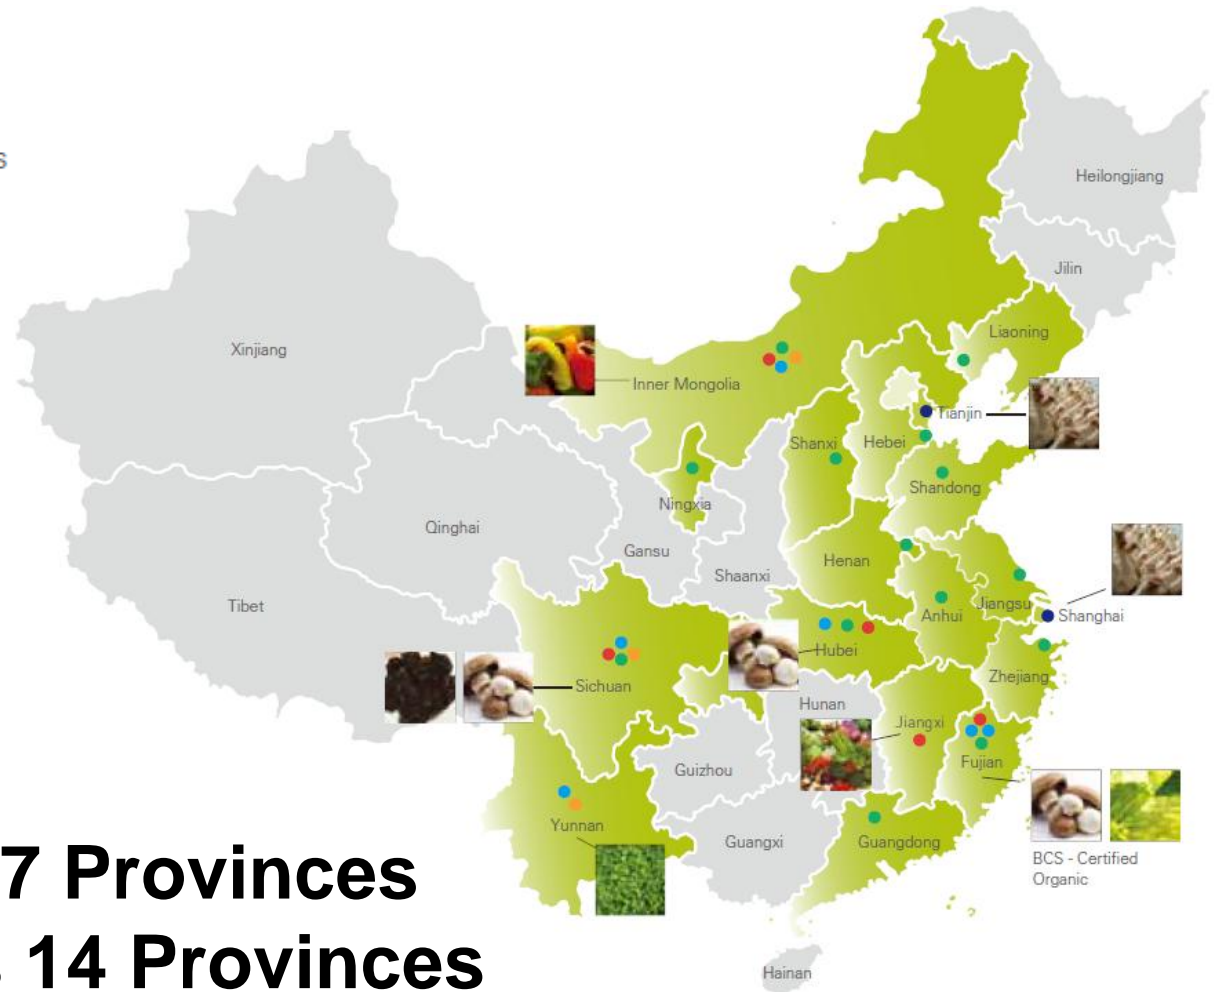 Heilongjiang
Jilin
Liaoning
Xinjiang
Inner Mongolia
Tianjin
Shanxi
Hebei
Shandong
Ningxia
Qinghai
Gansu
Henan
Shaanxi
Tibet
Anhui
Jiangsu
Shanghai
Hubei
Zhejiang
Sichuan
Hunan
Jiangxi
Fujian
Guizhou
Yunnan
Guangxi
Guangdong
BCS - Certified
Organic
7 Provinces
14 Provinces
Hainan